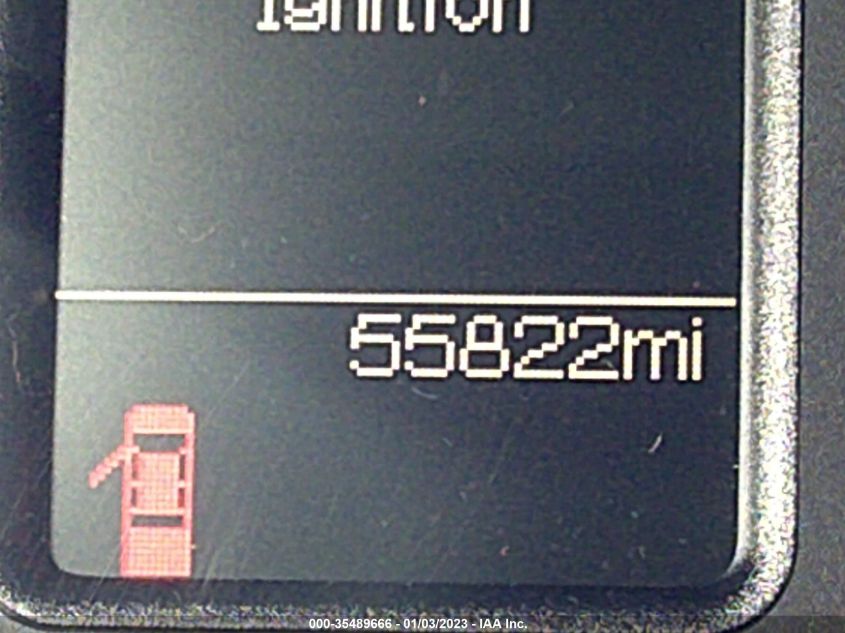 Ignition
55822mi
000-35489666 - 01/03/2023 - IAA Inc.